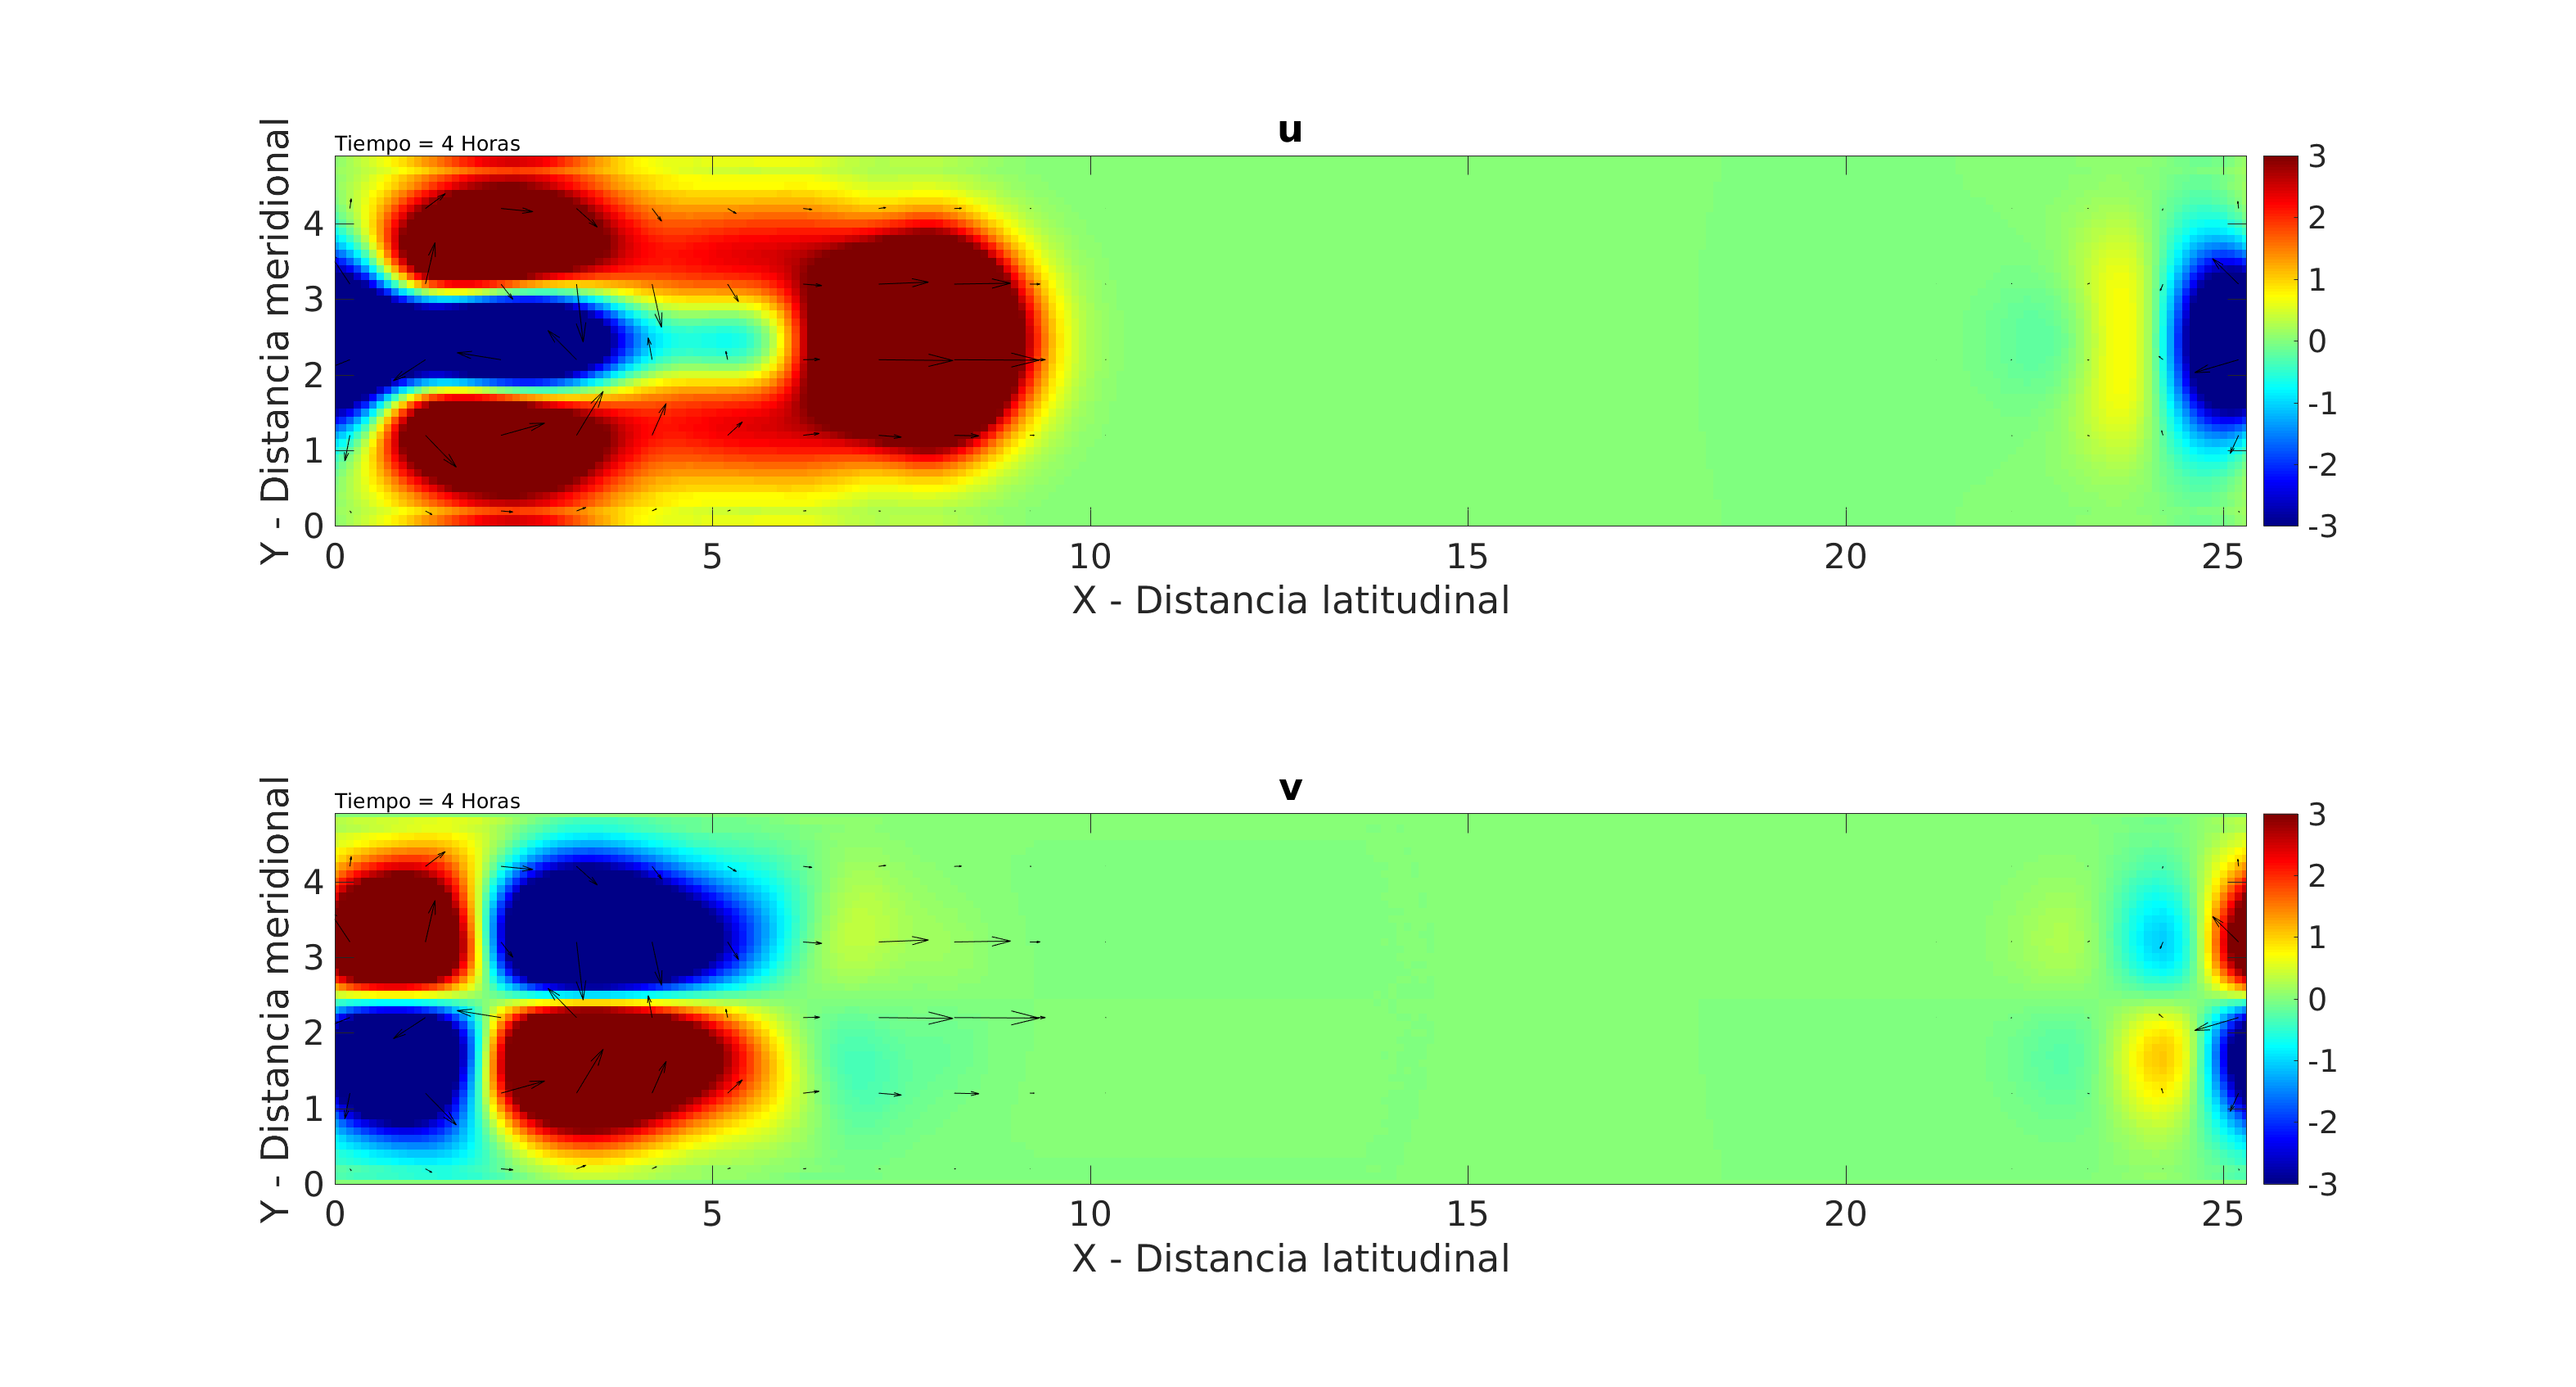 u
Tiempo = 4 Horas
Y - Distancia meridional
4
3
2
1
0
0 5 10 15 20 25
X - Distancia latitudinal
3
2
1
0
-1
-2
-3
v
Tiempo = 4 Horas
Y - Distancia meridional
4
3
2
1
0
0 5 10 15 20 25
X - Distancia latitudinal
3
2
1
0
-1
-2
-3